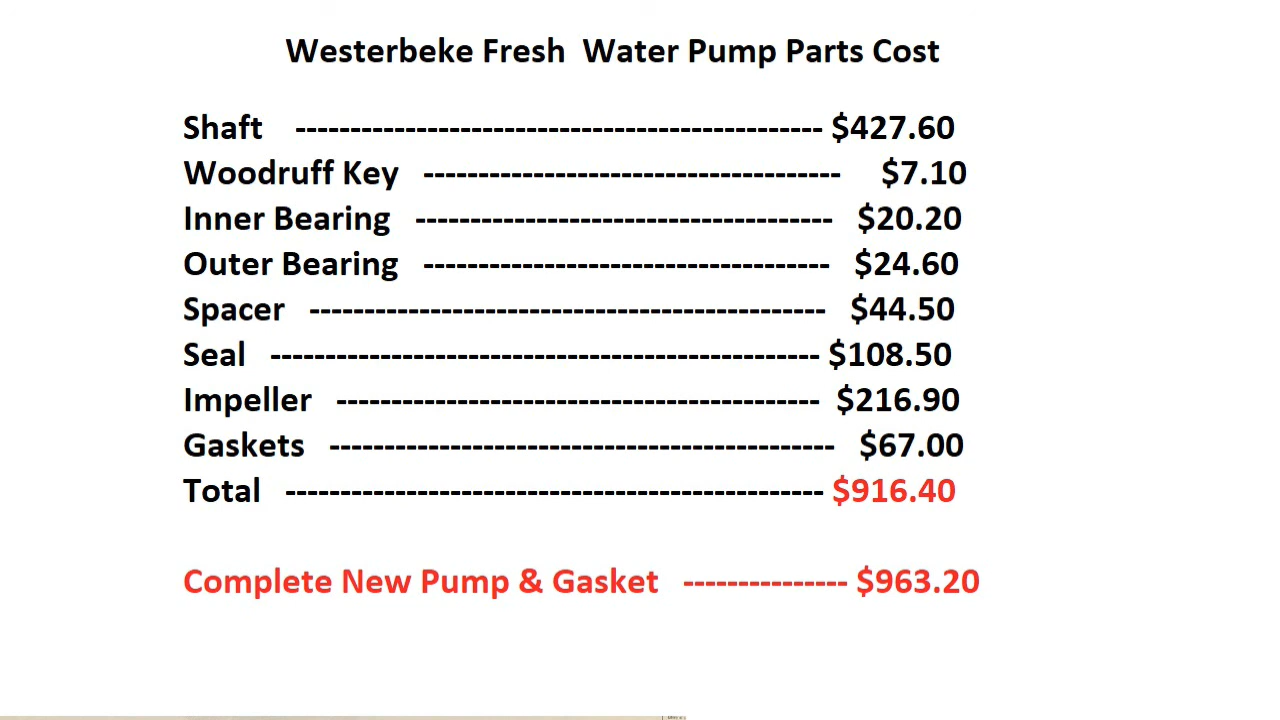 Westerbeke Fresh  Water Pump Parts Cost
Shaft ------------------------------------------------ $427.60
Woodruff Key -------------------------------------- $7.10
Inner Bearing -------------------------------------- $20.20
Outer Bearing ------------------------------------- $24.60
Spacer ----------------------------------------------- $44.50
Seal -------------------------------------------------- $108.50
Impeller -------------------------------------------- $216.90
Gaskets ---------------------------------------------- $67.00
Total ------------------------------------------------- $916.40
Complete New Pump & Gasket --------------- $963.20